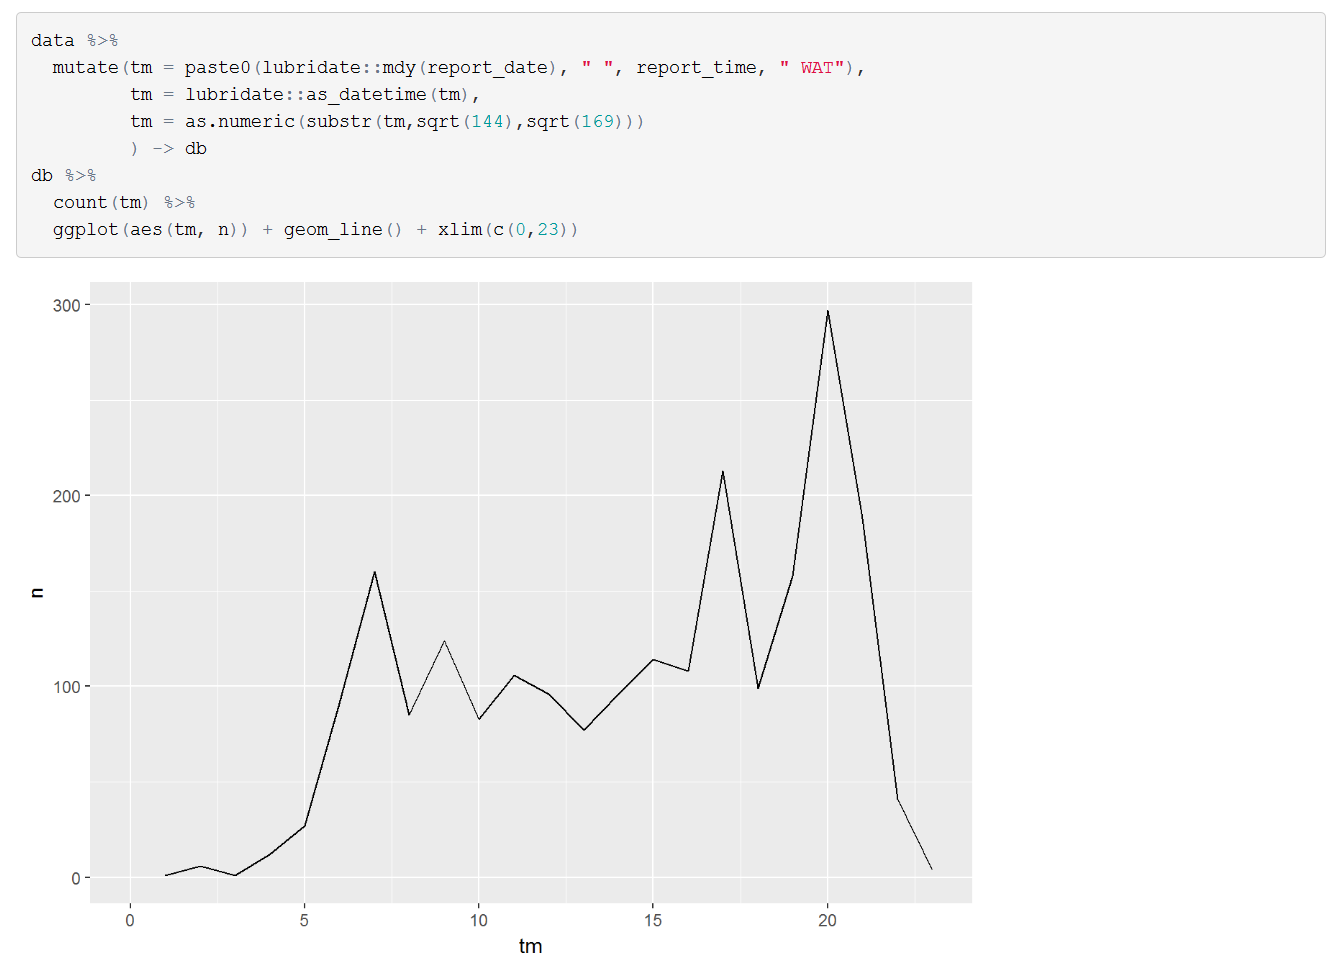 data %>%
  mutate(tm = paste0(lubridate::mdy(report_date), " ", report_time, " WAT"),
         tm = lubridate::as_datetime(tm),
         tm = as.numeric(substr(tm,sqrt(144),sqrt(169)))
         ) -> db
db %>%
  count(tm) %>%
  ggplot(aes(tm, n)) + geom_line() + xlim(c(0,23))
300
200
n
100
0
0 5 10 15 20
tm